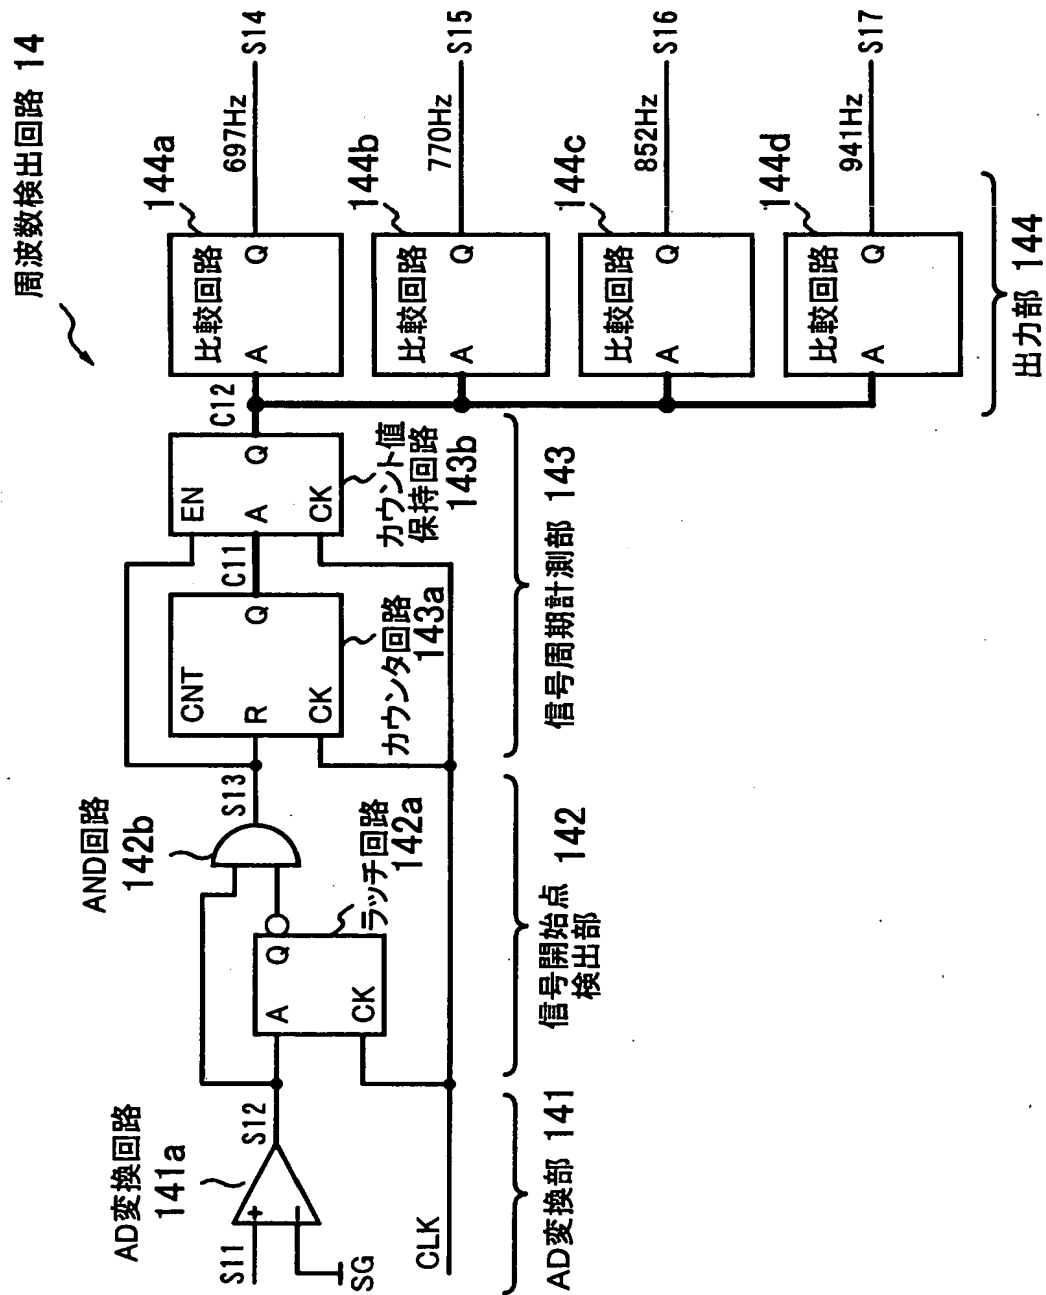 周波数検出回路 14
AD変換回路
141a
S11
SG
S12
CLK
AD変換部 141
AND回路
142b
S13
A
Q
CK
ラッチ回路
142a
信号開始点
検出部 142
CNT
R
Q
CK
カウンタ回路
143a
C11
EN
A
Q
CK
カウント値
保持回路
143b
C12
信号周期計測部 143
比較回路
A
Q
144a
697Hz
S14
比較回路
A
Q
144b
770Hz
S15
比較回路
A
Q
144c
852Hz
S16
比較回路
A
Q
144d
941Hz
S17
出力部 144